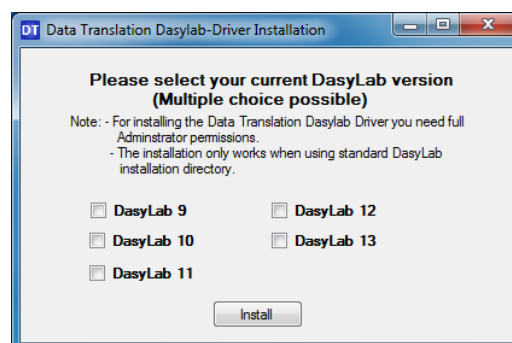 DT Data Translation Dasylab-Driver Installation
Please select your current DasyLab version
(Multiple choice possible)
Note: - For installing the Data Translation Dasylab Driver you need full
Adminstrator permissions.
- The installation only works when using standard DasyLab
installation directory.
DasyLab 9 DasyLab 12
DasyLab 10 DasyLab 13
DasyLab 11
Install